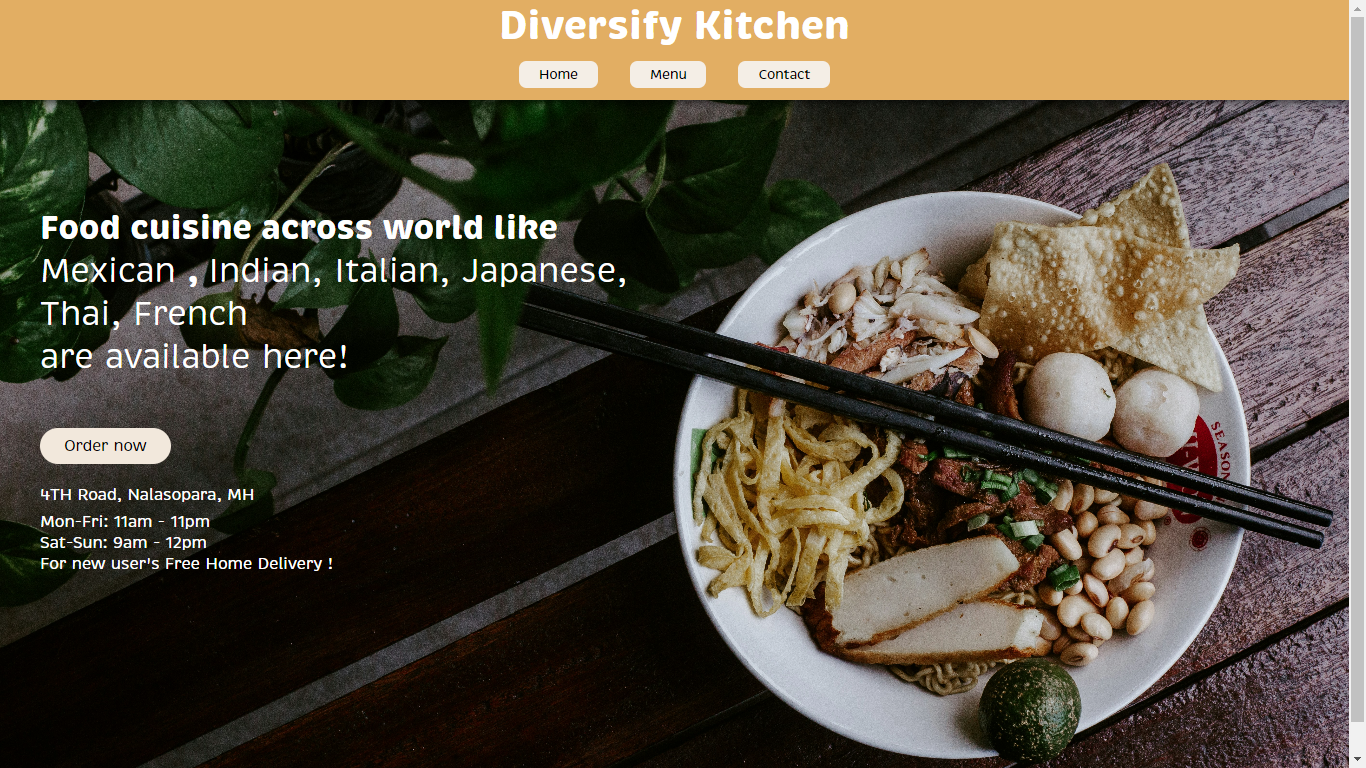 Diversify Kitchen
Home Menu Contact
Food cuisine across world like
Mexican , Indian, Italian, Japanese,
Thai, French
are available here!
Order now
4TH Road, Nalasopara, MH
Mon-Fri: 11am - 11pm
Sat-Sun: 9am - 12pm
For new user's Free Home Delivery !